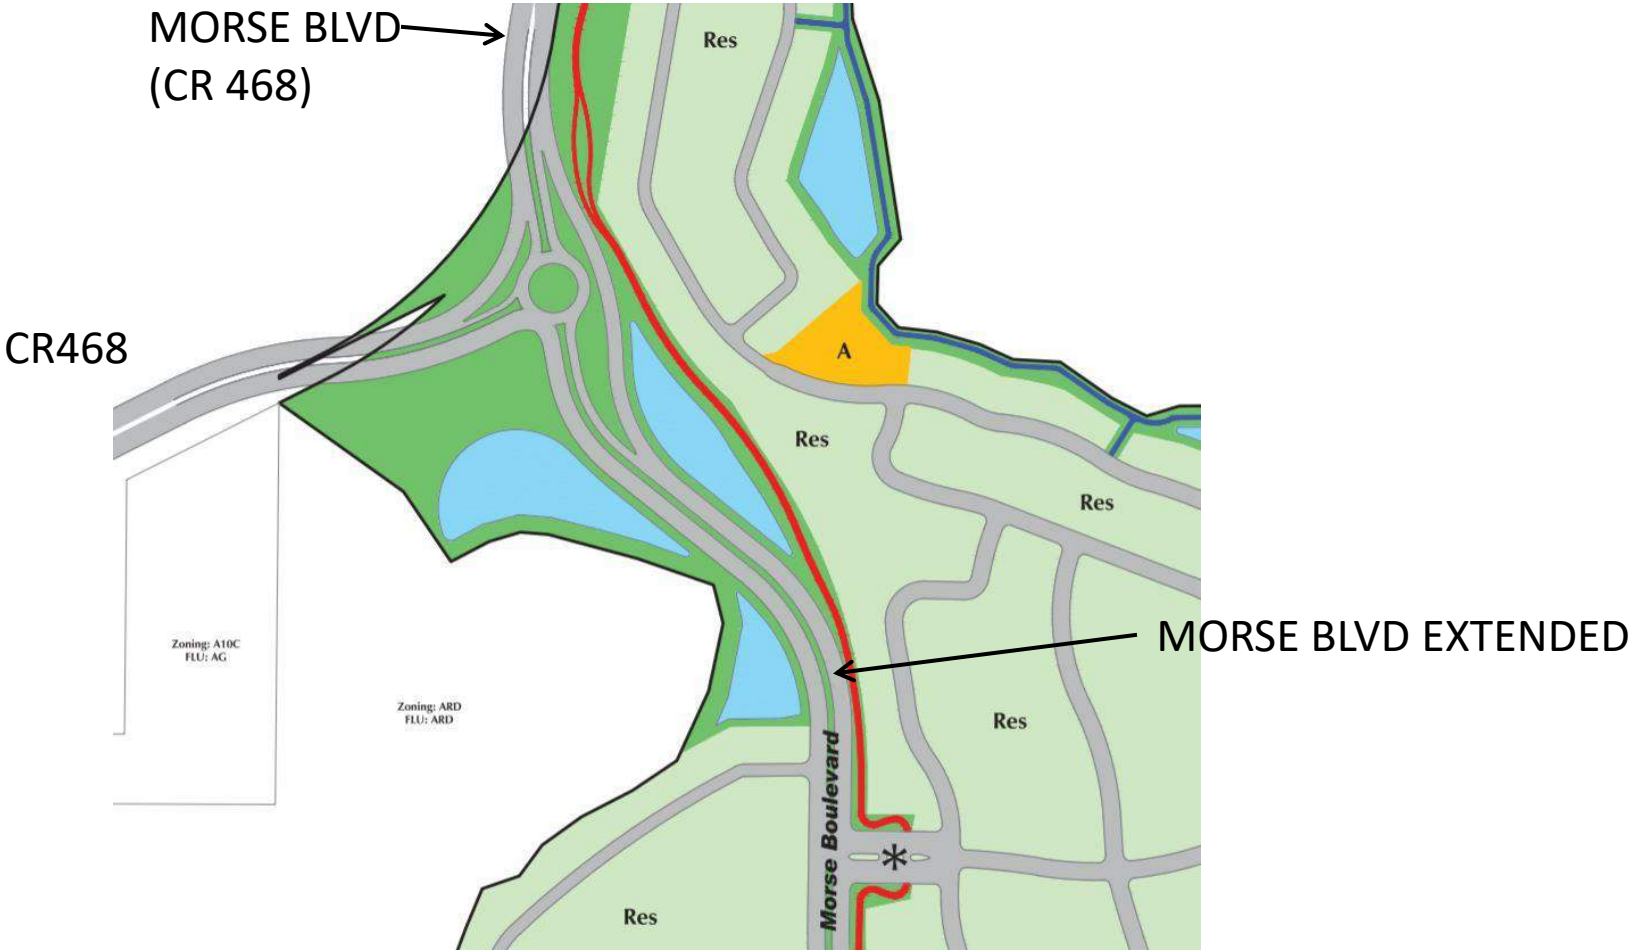 MORSE BLVD
(CR 468)
Res
CR468
A
Res
Res
MORSE BLVD EXTENDED
Zoning: A10C
FLU: AG
Zoning: ARD
FLU: ARD
Res
Morse Boulevard
*
Res